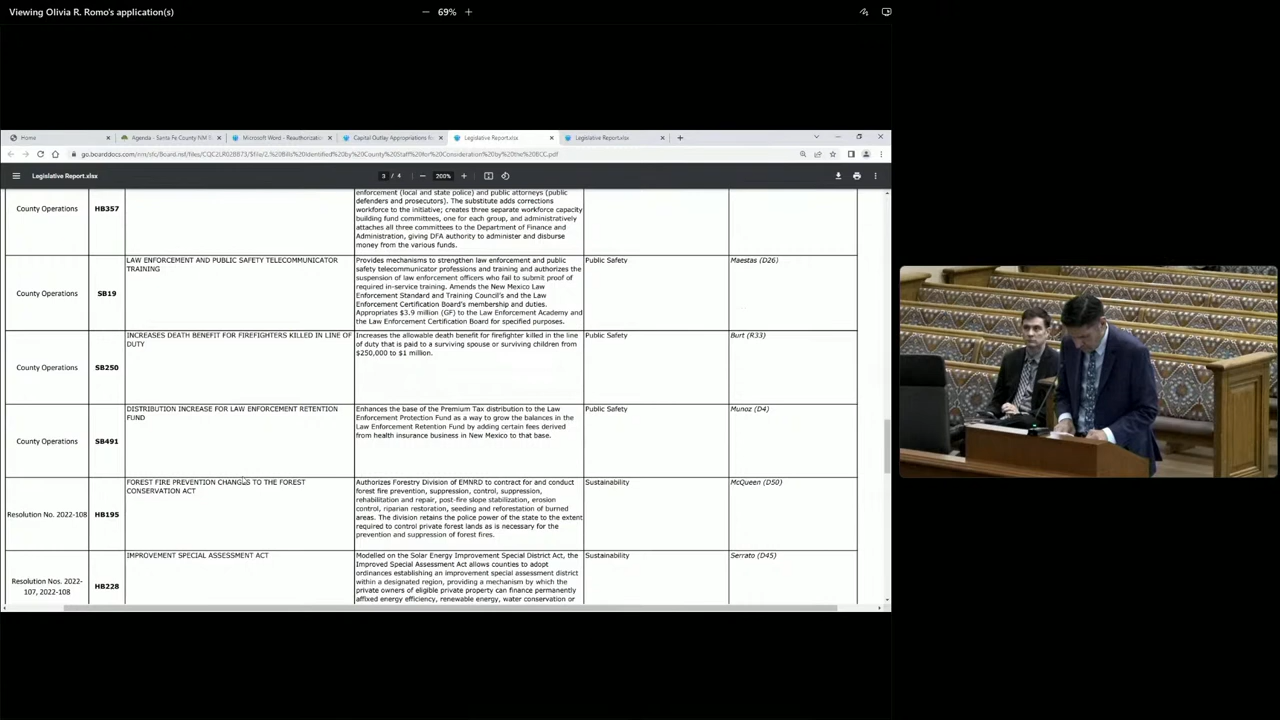 Viewing Olivia R. Romo's application(s)
69%
Home
Agenda - Santa Fe County NM
Microsoft Word - Reauthorizatio
Capital Outlay Appropriations fo
Legislative Report.xlsx
Legislative Report.xlsx
Legislative Report.xlsx
3 / 4
200%
enforcement (local and state police) and public attorneys (public
defenders and prosecutors). The substitute adds corrections
workforce to the initiative; creates three separate workforce capacity
building fund committees, one for each group, and administratively
attaches all three committees to the Department of Finance and
Administration, giving DFA authority to administer and disburse
money from the various funds.
County Operations
HB357
LAW ENFORCEMENT AND PUBLIC SAFETY TELECOMMUNICATOR
TRAINING
Provides mechanisms to strengthen law enforcement and public
safety telecommunicator professions and training and authorizes the
suspension of law enforcement officers who fail to submit proof of
required in-service training. Amends the New Mexico Law
Enforcement Standard and Training Council's and the Law
Enforcement Certification Board's membership and duties.
Appropriates $3.9 million (GF) to the Law Enforcement Academy and
the Law Enforcement Certification Board for specified purposes.
Public Safety
Maestas (D26)
County Operations
SB19
INCREASES DEATH BENEFIT FOR FIREFIGHTERS KILLED IN LINE OF
DUTY
Increases the allowable death benefit for firefighter killed in the line
of duty that is paid to a surviving spouse or surviving children from
$250,000 to $1 million.
Public Safety
Burt (R33)
County Operations
SB250
DISTRIBUTION INCREASE FOR LAW ENFORCEMENT RETENTION
FUND
Enhances the base of the Premium Tax distribution to the Law
Enforcement Protection Fund as a way to grow the balances in the
Law Enforcement Retention Fund by adding certain fees derived
from health insurance business in New Mexico to that base.
Public Safety
Munoz (D4)
County Operations
SB491
FOREST FIRE PREVENTION CHANGES TO THE FOREST
CONSERVATION ACT
Authorizes Forestry Division of EMNRD to contract for and conduct
forest fire prevention, suppression, control, suppression,
rehabilitation and repair, post-fire slope stabilization, erosion
control, riparian restoration, seeding and reforestation of burned
areas. The division retains the police power of the state to the extent
required to control private forest lands as is necessary for the
prevention and suppression of forest fires.
Sustainability
McQueen (D50)
Resolution No. 2022-108
HB195
IMPROVEMENT SPECIAL ASSESSMENT ACT
Modelled on the Solar Energy Improvement Special District Act, the
Improved Special Assessment Act allows counties to adopt
ordinances establishing an improvement special assessment district
within a designated region, providing a mechanism by which the
private owners of eligible private property can finance permanently
affixed energy efficiency, renewable energy, water conservation or
Sustainability
Serrato (D45)
Resolution Nos. 2022-
107, 2022-108
HB228